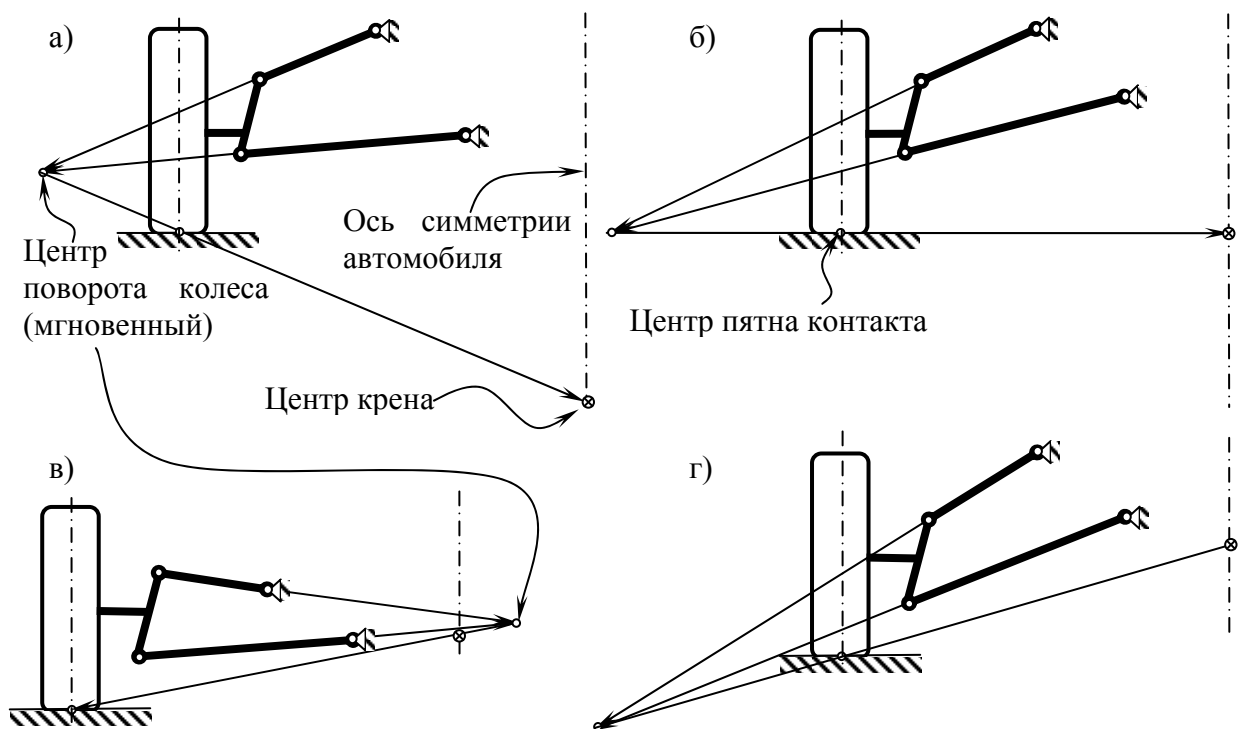 а)
б)
Ось симметрии
автомобиля
Центр
поворота колеса
(мгновенный)
Центр пятна контакта
Центр крена
в)
г)